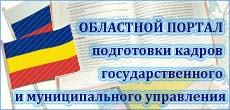 ОБЛАСТНОЙ ПОРТАЛ
подготовки кадров
государственного
и муниципального управления